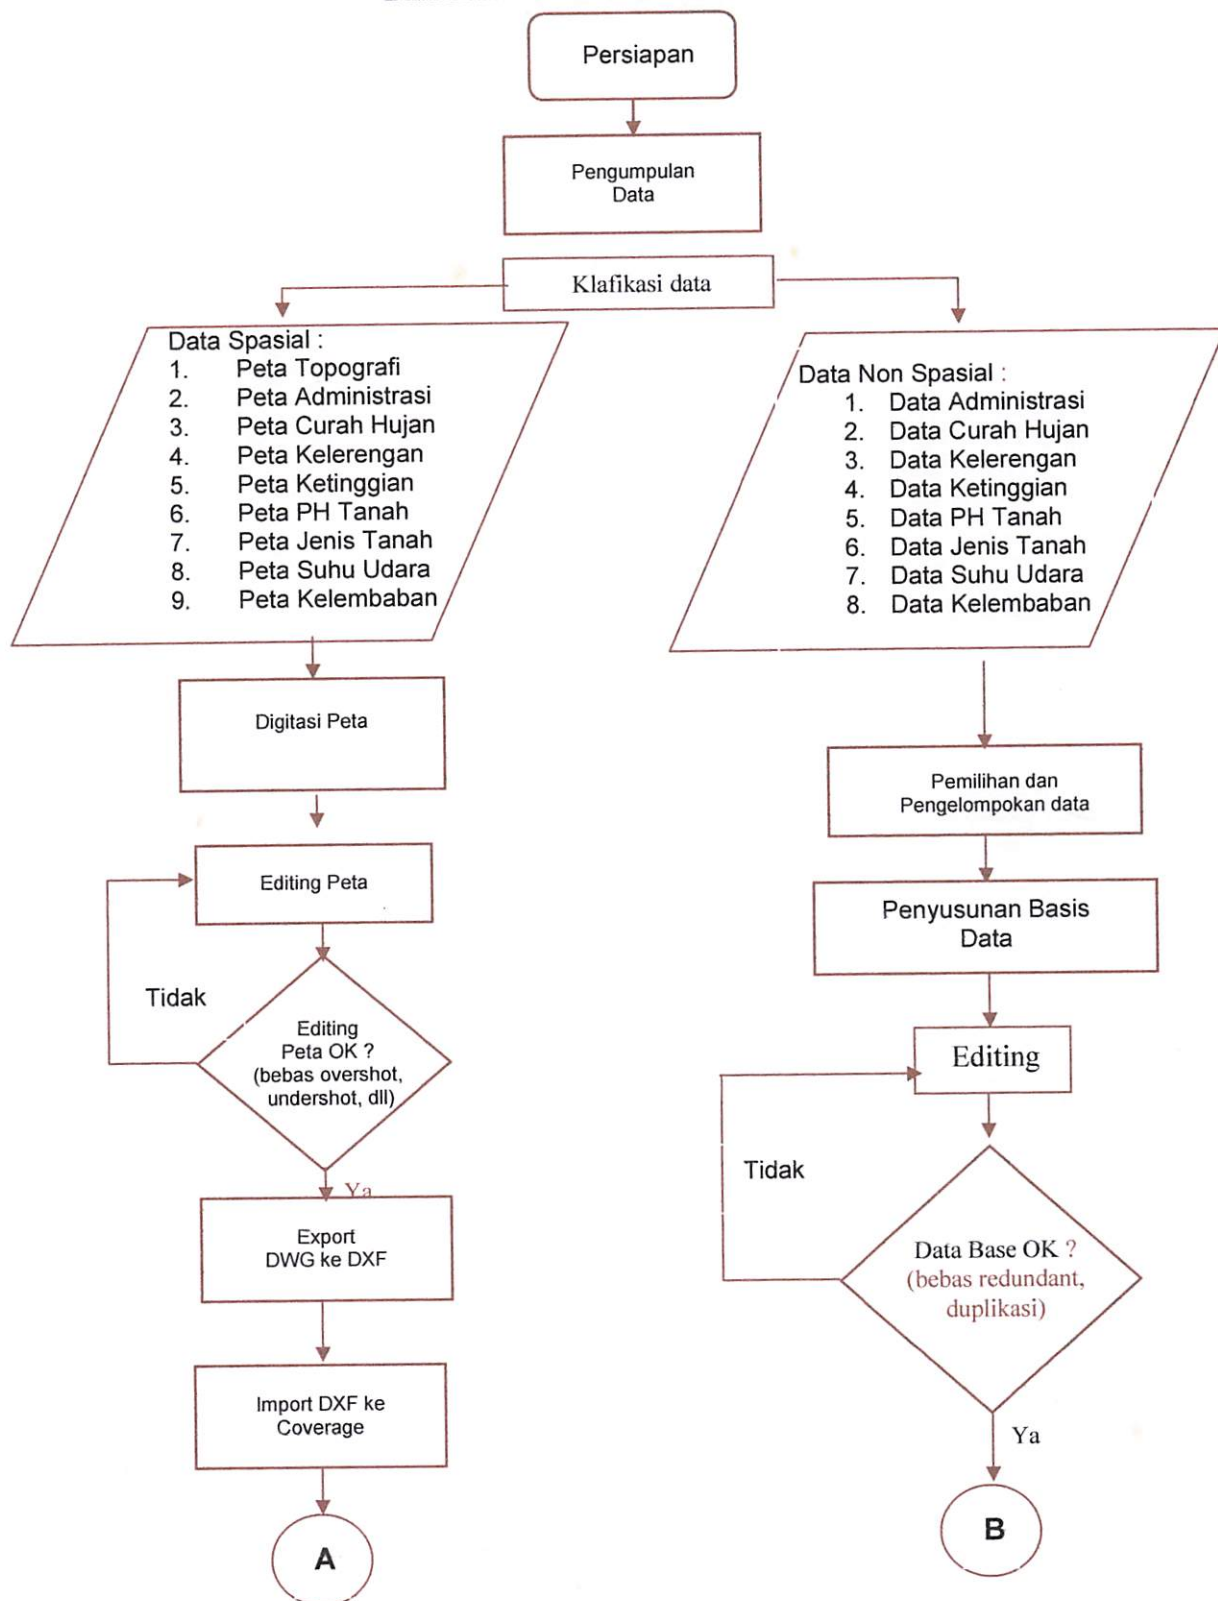 Persiapan
Pengumpulan
Data
Klafikasi data
Data Spasial :
1. Peta Topografi
2. Peta Administrasi
3. Peta Curah Hujan
4. Peta Kelerengan
5. Peta Ketinggian
6. Peta PH Tanah
7. Peta Jenis Tanah
8. Peta Suhu Udara
9. Peta Kelembaban
Digitasi Peta
Editing Peta
Tidak
Editing
Peta OK ?
(bebas overshot,
undershot, dll)
Ya
Export
DWG ke DXF
Import DXF ke
Coverage
A
Data Non Spasial :
1. Data Administrasi
2. Data Curah Hujan
3. Data Kelerengan
4. Data Ketinggian
5. Data PH Tanah
6. Data Jenis Tanah
7. Data Suhu Udara
8. Data Kelembaban
Pemilihan dan
Pengelompokan data
Penyusunan Basis
Data
Editing
Tidak
Data Base OK ?
(bebas redundant,
duplikasi)
Ya
B